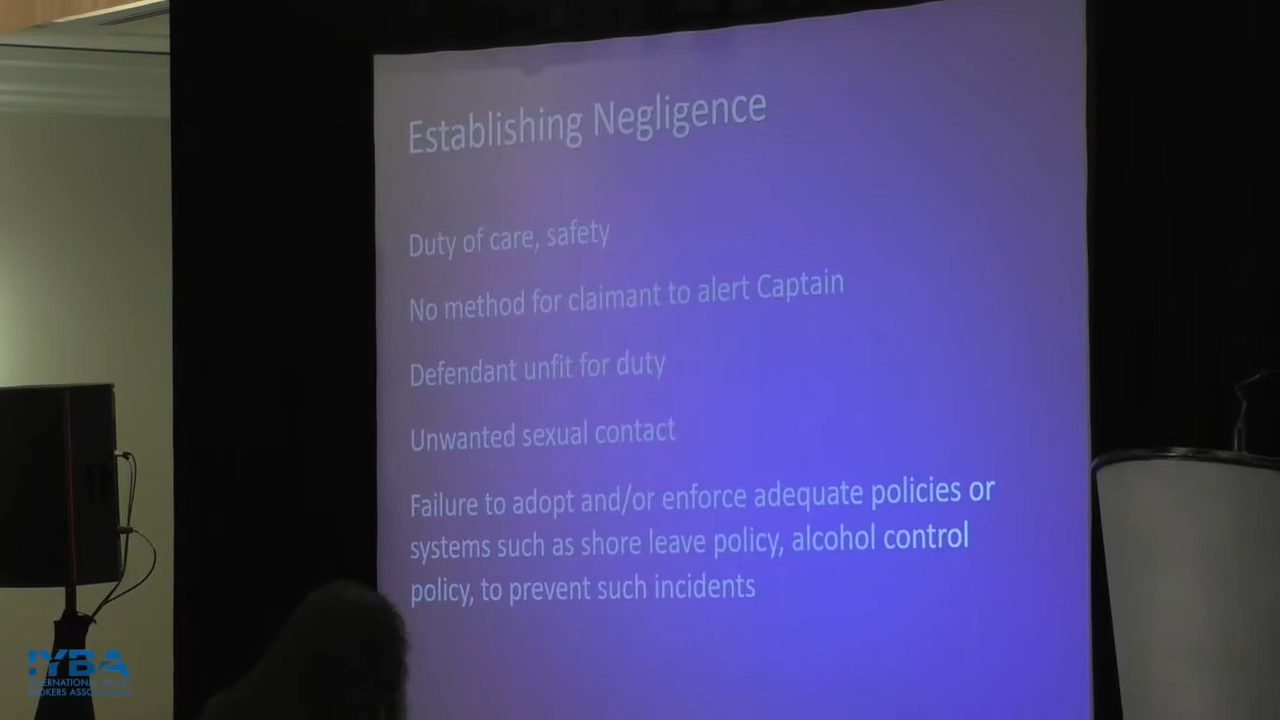 Establishing Negligence
Duty of care, safety
No method for claimant to alert Captain
Defendant unfit for duty
Unwanted sexual contact
Failure to adopt and/or enforce adequate policies or
systems such as shore leave policy, alcohol control
policy, to prevent such incidents
IYBA
INTERNATIONAL
BROKERS